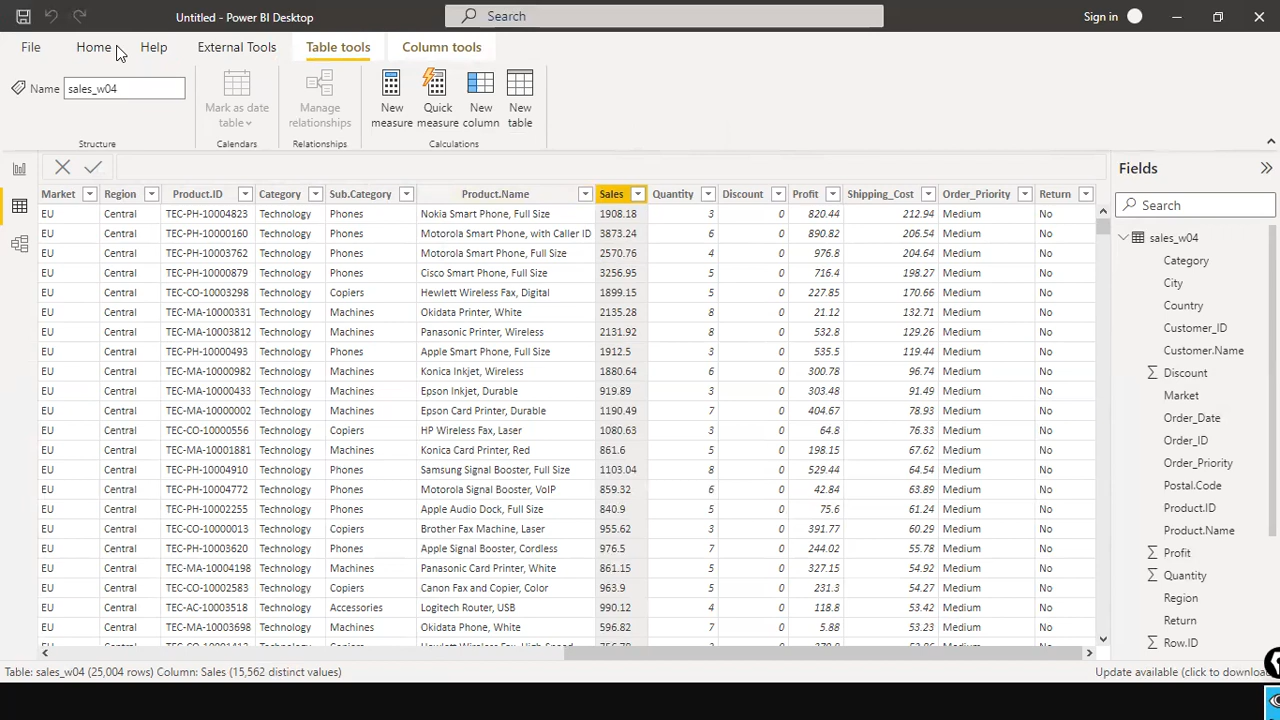 Untitled - Power BI Desktop
Search
Sign in
File Home Help External Tools Table tools Column tools
Name sales_w04
Mark as date table
Manage relationships
New measure
Quick measure
New column
New table
Structure Calendars Relationships Calculations
Market Region Product.ID Category Sub.Category Product.Name Sales Quantity Discount Profit Shipping_Cost Order_Priority Return
EU Central TEC-PH-10004823 Technology Phones Nokia Smart Phone, Full Size 1908.18 3 0 820.44 212.94 Medium No
EU Central TEC-PH-10000160 Technology Phones Motorola Smart Phone, with Caller ID 3873.24 6 0 890.82 206.54 Medium No
EU Central TEC-PH-10003762 Technology Phones Motorola Smart Phone, Full Size 2570.76 4 0 976.8 204.64 Medium No
EU Central TEC-PH-10000879 Technology Phones Cisco Smart Phone, Full Size 3256.95 5 0 716.4 198.27 Medium No
EU Central TEC-CO-10003298 Technology Copiers Hewlett Wireless Fax, Digital 1899.15 5 0 227.85 170.66 Medium No
EU Central TEC-MA-10000331 Technology Machines Okidata Printer, White 2135.28 8 0 21.12 132.71 Medium No
EU Central TEC-MA-10003812 Technology Machines Panasonic Printer, Wireless 2131.92 8 0 532.8 129.26 Medium No
EU Central TEC-PH-10000493 Technology Phones Apple Smart Phone, Full Size 1912.5 3 0 535.5 119.44 Medium No
EU Central TEC-MA-10000982 Technology Machines Konica Inkjet, Wireless 1880.64 6 0 300.78 96.74 Medium No
EU Central TEC-MA-10000433 Technology Machines Epson Inkjet, Durable 919.89 3 0 303.48 91.49 Medium No
EU Central TEC-MA-10000002 Technology Machines Epson Card Printer, Durable 1190.49 7 0 404.67 78.93 Medium No
EU Central TEC-CO-10000556 Technology Copiers HP Wireless Fax, Laser 1080.63 3 0 64.8 76.33 Medium No
EU Central TEC-MA-10001881 Technology Machines Konica Card Printer, Red 861.6 5 0 198.15 67.62 Medium No
EU Central TEC-PH-10004910 Technology Phones Samsung Signal Booster, Full Size 1103.04 8 0 529.44 64.54 Medium No
EU Central TEC-PH-10004772 Technology Phones Motorola Signal Booster, VoIP 859.32 6 0 42.84 63.89 Medium No
EU Central TEC-PH-10002255 Technology Phones Apple Audio Dock, Full Size 840.9 5 0 75.6 61.24 Medium No
EU Central TEC-CO-10000013 Technology Copiers Brother Fax Machine, Laser 955.62 3 0 391.77 60.29 Medium No
EU Central TEC-PH-10003620 Technology Phones Apple Signal Booster, Cordless 976.5 7 0 244.02 55.78 Medium No
EU Central TEC-MA-10004198 Technology Machines Panasonic Card Printer, White 861.15 5 0 327.15 54.92 Medium No
EU Central TEC-CO-10002583 Technology Copiers Canon Fax and Copier, Color 963.9 5 0 231.3 54.27 Medium No
EU Central TEC-AC-10003518 Technology Accessories Logitech Router, USB 990.12 4 0 118.8 53.42 Medium No
EU Central TEC-MA-10003698 Technology Machines Okidata Phone, White 596.82 7 0 5.88 53.23 Medium No
Fields
Search
sales_w04
Category
City
Country
Customer_ID
Customer.Name
Discount
Market
Order_Date
Order_ID
Order_Priority
Postal.Code
Product.ID
Product.Name
Profit
Quantity
Region
Return
Row.ID
Table: sales_w04 (25,004 rows) Column: Sales (15,562 distinct values)
Update available (click to download